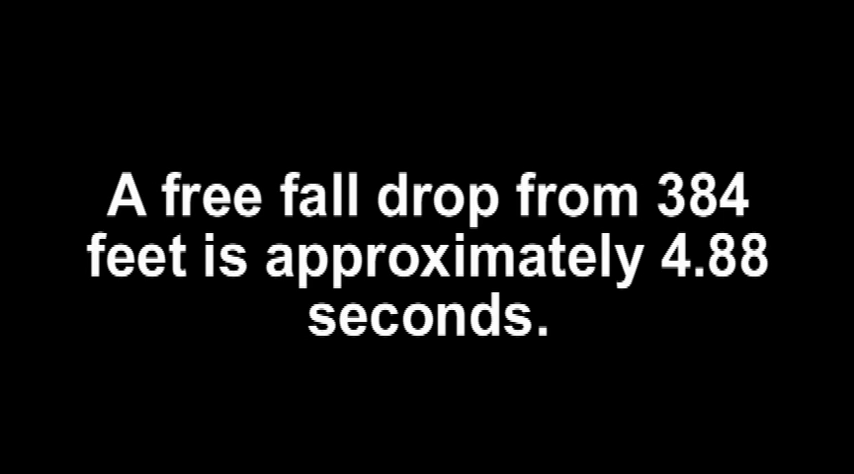 A free fall drop from 384
feet is approximately 4.88
seconds.